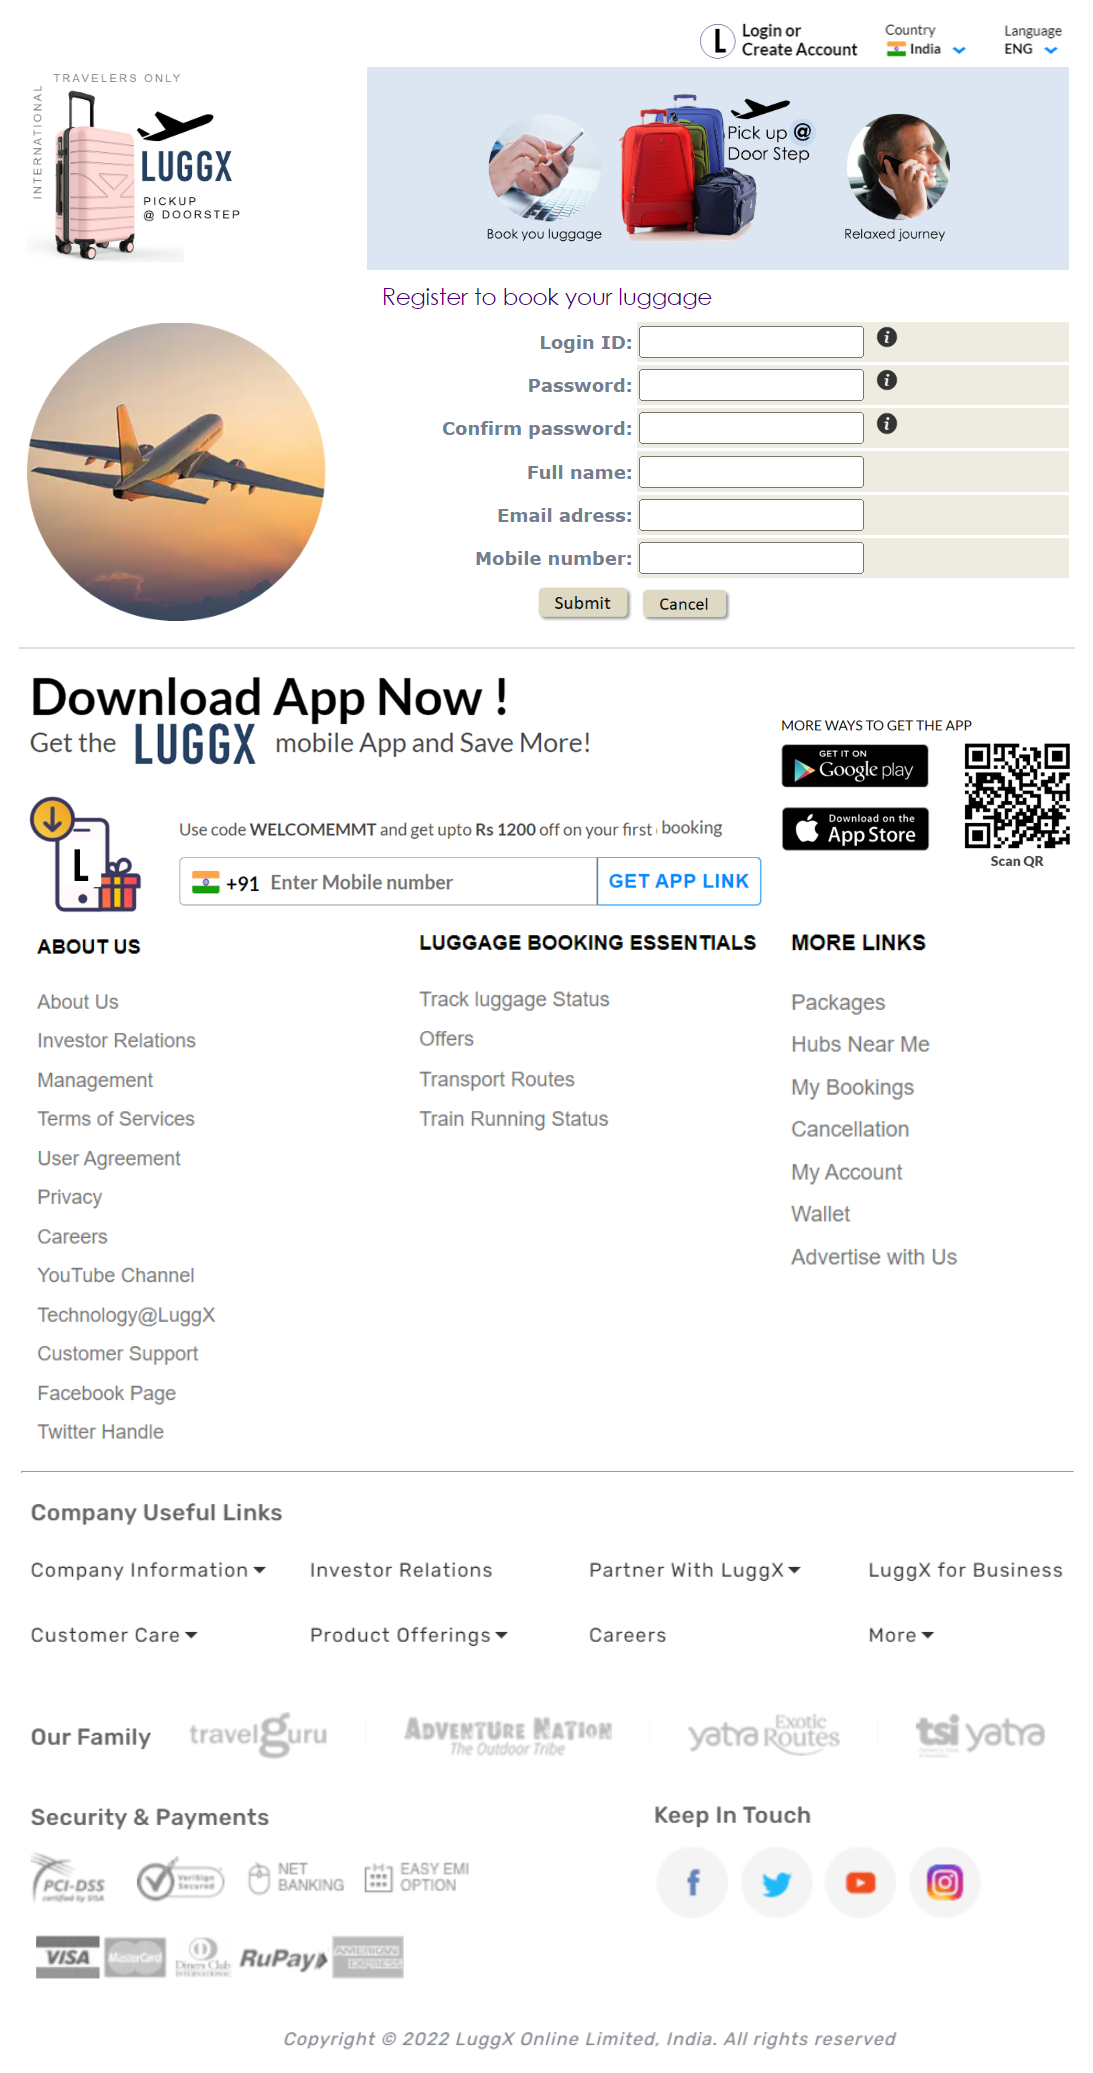 Login or
Create Account
Country
India
Language
ENG
TRAVELERS ONLY
INTERNATIONAL
LUGGX
PICKUP
@ DOORSTEP
Pick up @
Door Step
Book you luggage
Relaxed journey
Register to book your luggage
Login ID:
Password:
Confirm password:
Full name:
Email adress:
Mobile number:
Submit
Cancel
Download App Now !
Get the LUGGX mobile App and Save More!
MORE WAYS TO GET THE APP
GET IT ON
Google play
Download on the
App Store
Scan QR
L
Use code WELCOMEMMT and get upto Rs 1200 off on your first booking
+91 Enter Mobile number
GET APP LINK
ABOUT US
About Us
Investor Relations
Management
Terms of Services
User Agreement
Privacy
Careers
YouTube Channel
Technology@LuggX
Customer Support
Facebook Page
Twitter Handle
LUGGAGE BOOKING ESSENTIALS
Track luggage Status
Offers
Transport Routes
Train Running Status
MORE LINKS
Packages
Hubs Near Me
My Bookings
Cancellation
My Account
Wallet
Advertise with Us
Company Useful Links
Company Information
Investor Relations
Partner With LuggX
LuggX for Business
Customer Care
Product Offerings
Careers
More
Our Family
travelguru
ADVENTURE NATION
The Outdoor Tribe
yatra Exotic Routes
tsi yatra
Security & Payments
PCI-DSS
certified by SISA
VeriSign
Secured
NET
BANKING
EASY EMI
OPTION
VISA
MasterCard
Diners Club
INTERNATIONAL
RuPay
AMERICAN
EXPRESS
Keep In Touch
Copyright © 2022 LuggX Online Limited, India. All rights reserved